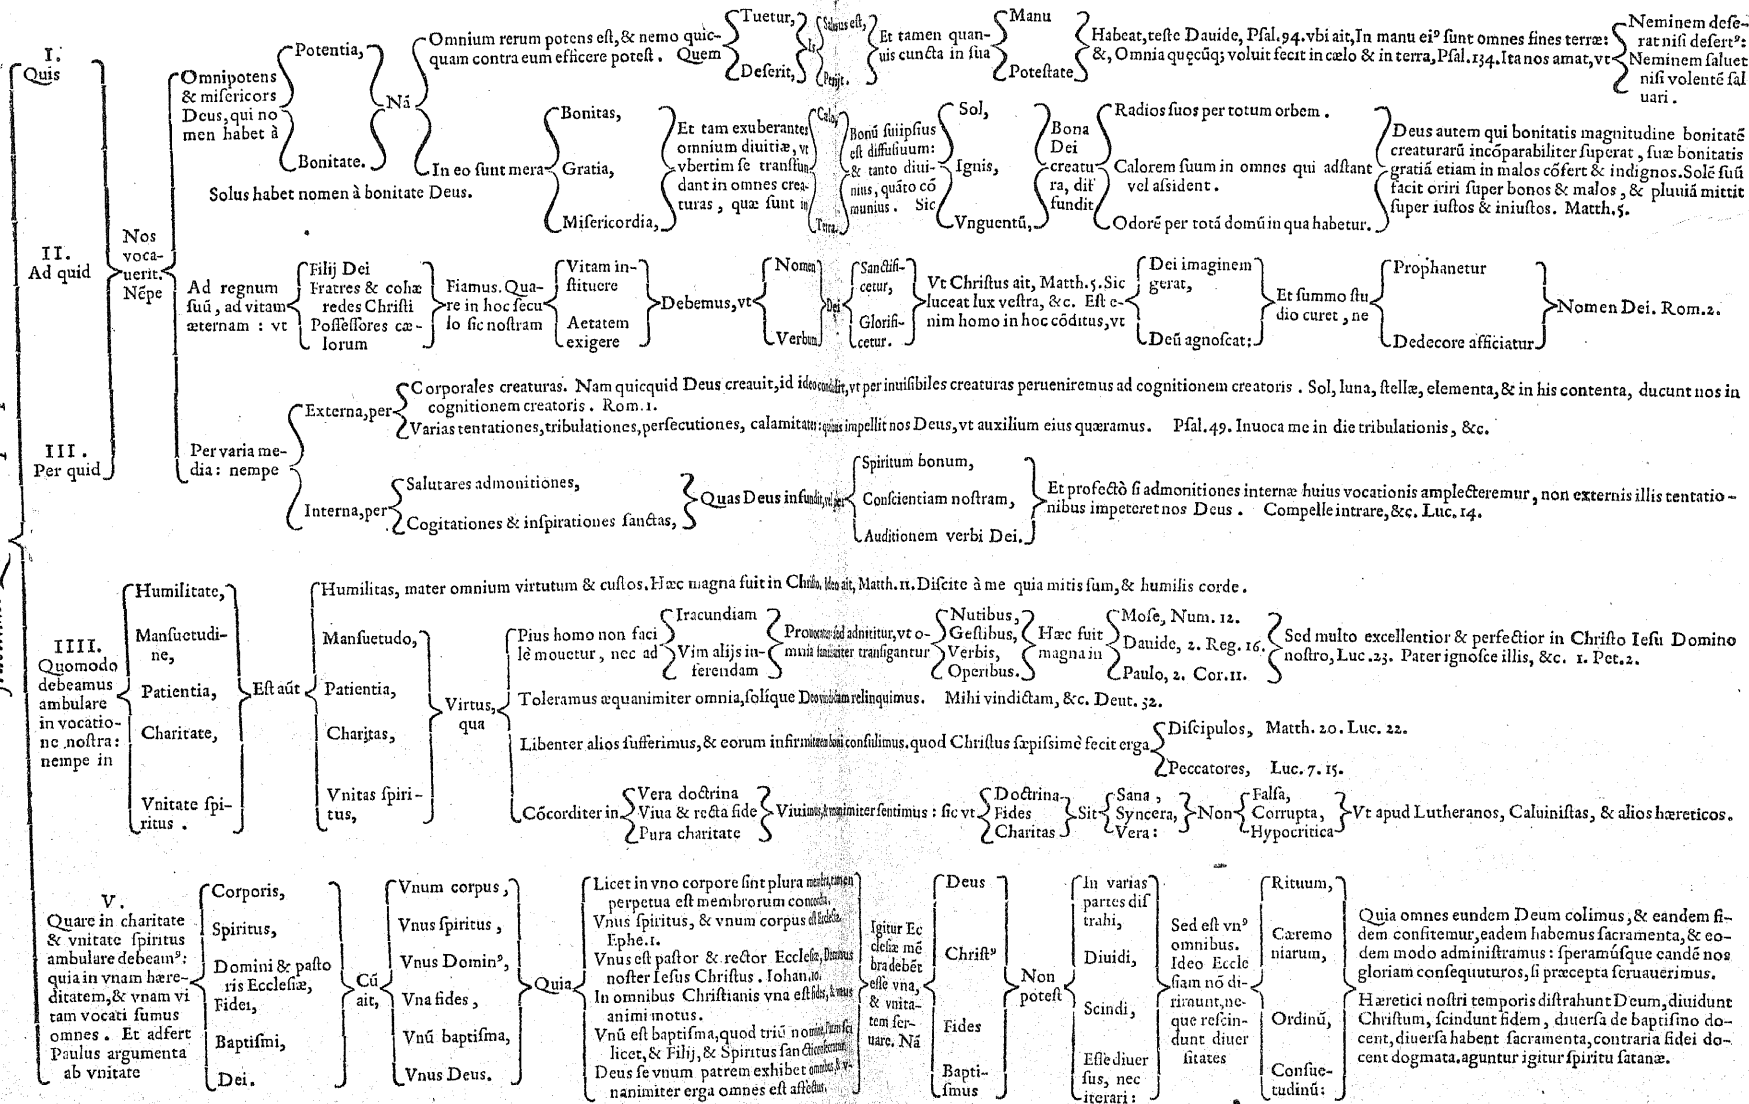 I.
Quis
II.
Ad quid
III.
Per quid
Nos
voca-
uerit.
Nẽpe
Omnipotens
& miſericors
Deus, qui no
men habet à
Potentia,
Bonitate.
Solus habet nomen à bonitate Deus.
Nã
Omnium rerum potens eſt, & nemo quic-
quam contra eum efficere poteſt. Quem
Tuetur,
Deſerit,
Is
Saluus eſt,
Perijt.
Et tamen quan-
uis cuncta in ſua
Manu
Poteſtate
Habeat, teſte Dauide, Pſal. 94. vbi ait, In manu eiꝰ ſunt omnes fines terræ:
&, Omnia quęcũq; voluit fecit in cælo & in terra, Pſal. 134. Ita nos amat, vt
Neminem deſe-
rat niſi deſertꝰ:
Neminem ſaluet
niſi volentẽ ſal
uari.
In eo ſunt mera
Bonitas,
Gratia,
Miſericordia,
Et tam exuberantes
omnium diuitiæ, vt
vbertim ſe transfun
dant in omnes crea-
turas, quæ ſunt in
Cælo,
Terra.
Bonũ ſuiipſius
eſt diffuſiuum:
& tanto diui-
nius, quãto cõ
munius. Sic
Sol,
Ignis,
Vnguentũ,
Bona
Dei
creatu
ra, dif
fundit
Radios ſuos per totum orbem.
Calorem ſuum in omnes qui adſtant
vel aſsident.
Odorẽ per totã domũ in qua habetur.
Deus autem qui bonitatis magnitudine bonitatẽ
creaturarũ incõparabiliter ſuperat, ſuæ bonitatis
gratiã etiam in malos cõfert & indignos. Solẽ ſuũ
facit oriri ſuper bonos & malos, & pluuiã mittit
ſuper iuſtos & iniuſtos. Matth. 5.
Ad regnum
ſuũ, ad vitam
æternam: vt
Filij Dei
Fratres & cohæ
redes Chriſti
Poſſeſſores cæ-
lorum
Fiamus. Qua-
re in hoc ſecu
lo ſic noſtram
Vitam in-
ſtituere
Aetatem
exigere
Debemus, vt
Nomen
Verbum
Dei
Sanctifi-
cetur,
Glorifi-
cetur.
Vt Chriſtus ait, Matth. 5. Sic
luceat lux veſtra, &c. Eſt e-
nim homo in hoc cõditus, vt
Dei imaginem
gerat,
Deũ agnoſcat:
Et ſummo ſtu
dio curet, ne
Prophanetur
Dedecore afficiatur
Nomen Dei. Rom. 2.
Per varia me-
dia: nempe
Externa, per
Corporales creaturas. Nam quicquid Deus creauit, id ideo condidit, vt per inuiſibiles creaturas perueniremus ad cognitionem creatoris. Sol, luna, ſtellæ, elementa, & in his contenta, ducunt nos in
cognitionem creatoris. Rom. 1.
Varias tentationes, tribulationes, perſecutiones, calamitates: quibus impellit nos Deus, vt auxilium eius quæramus. Pſal. 49. Inuoca me in die tribulationis, &c.
Interna, per
Salutares admonitiones,
Cogitationes & inſpirationes ſanctas,
Quas Deus infundit, vel per
Spiritum bonum,
Conſcientiam noſtram,
Auditionem verbi Dei.
Et profectò ſi admonitiones internæ huius vocationis amplecteremur, non externis illis tentatio-
nibus impeteret nos Deus. Compelle intrare, &c. Luc. 14.
IIII.
Quomodo
debeamus
ambulare
in vocatio-
ne noſtra:
nempe in
Humilitate,
Manſuetudi-
ne,
Patientia,
Charitate,
Vnitate ſpi-
ritus.
Eſt aũt
Humilitas, mater omnium virtutum & cuſtos. Hæc magna fuit in Chriſto. Ideo ait, Matth. 11. Diſcite à me quia mitis ſum, & humilis corde.
Manſuetudo,
Patientia,
Charitas,
Vnitas ſpiri-
tus,
Virtus,
qua
Pius homo non faci
lè mouetur, nec ad
Iracundiam
Vim alijs in-
ferendam
Prouocatur: ſed adnititur, vt o-
mnia tranſigantur
Nutibus,
Geſtibus,
Verbis,
Operibus.
Hæc fuit
magna in
Moſe, Num. 12.
Dauide, 2. Reg. 16.
Paulo, 2. Cor. 11.
Sed multo excellentior & perfectior in Chriſto Ieſu Domino
noſtro, Luc. 23. Pater ignoſce illis, &c. 1. Pet. 2.
Toleramus æquanimiter omnia, ſolíque Deo vindictam relinquimus. Mihi vindictam, &c. Deut. 32.
Libenter alios ſufferimus, & eorum infirmitatem boni conſulimus. quod Chriſtus ſæpiſsimè fecit erga
Diſcipulos, Matth. 20. Luc. 22.
Peccatores, Luc. 7. 15.
Cõcorditer in
Vera doctrina
Viua & recta fide
Pura charitate
Viuimus, & vnanimiter ſentimus: ſic vt
Doctrina
Fides
Charitas
Sit
Sana,
Syncera,
Vera:
Non
Falſa,
Corrupta,
Hypocritica
Vt apud Lutheranos, Caluiniſtas, & alios hæreticos.
V.
Quare in charitate
& vnitate ſpiritus
ambulare debeamꝰ:
quia in vnam hære-
ditatem, & vnam vi
tam vocati ſumus
omnes. Et adfert
Paulus argumenta
ab vnitate
Corporis,
Spiritus,
Domini & paſto
ris Eccleſiæ,
Fidei,
Baptiſmi,
Dei.
Cũ
ait,
Vnum corpus,
Vnus ſpiritus,
Vnus Dominꝰ,
Vna fides,
Vnũ baptiſma,
Vnus Deus.
Quia
Licet in vno corpore ſint plura membra, tamen
perpetua eſt membrorum concordia.
Vnus ſpiritus, & vnum corpus eſt Eccleſiæ.
Ephe. 1.
Vnus eſt paſtor & rector Eccleſiæ, Dominus
noſter Ieſus Chriſtus. Iohan. 10.
In omnibus Chriſtianis vna eſt fides, & vnus
animi motus.
Vnũ eſt baptiſma, quod triũ nomine, Patris ſci
licet, & Filij, & Spiritus ſancti
Deus ſe vnum patrem exhibet omnibus, & v-
nanimiter erga omnes eſt affectus.
Igitur Ec
cleſiæ mẽ
bra debẽt
eſſe vna,
& vnita-
tem ſer-
uare. Nã
Deus
Chriſtꝰ
Fides
Bapti-
ſmus
Non
poteſt
In varias
partes diſ
trahi,
Diuidi,
Scindi,
Eſſe diuer
ſus, nec
iterari:
Sed eſt vnꝰ
omnibus.
Ideo Eccle
ſiam nõ di-
rimunt, ne-
que reſcin-
dunt diuer
ſitates
Rituum,
Cæremo
niarum,
Ordinũ,
Conſue-
tudinũ:
Quia omnes eundem Deum colimus, & eandem fi-
dem confitemur, eadem habemus ſacramenta, & eo-
dem modo adminiſtramus: ſperamúſque eandẽ nos
gloriam conſequuturos, ſi præcepta ſeruauerimus.
Hæretici noſtri temporis diſtrahunt Deum, diuidunt
Chriſtum, ſcindunt fidem, diuerſa de baptiſmo do-
cent, diuerſa habent ſacramenta, contraria fidei do-
cent dogmata. aguntur igitur ſpiritu ſatanæ.